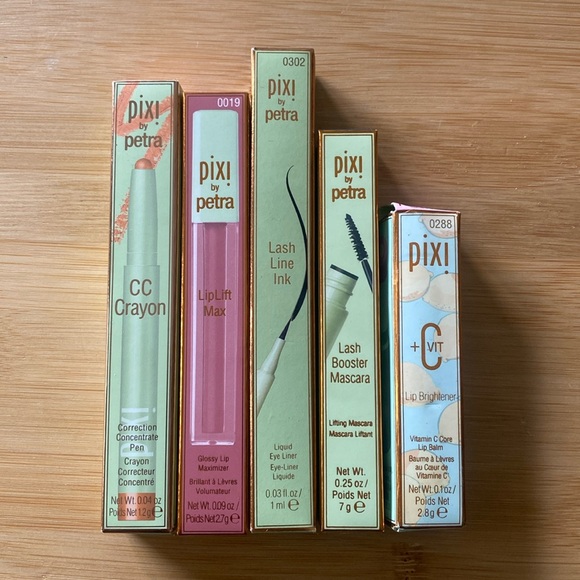 pixi
by
petra
CC
Crayon
Correction
Concentrate
Pen
Crayon
Correcteur
Concentré
Net Wt. 0.04 oz
Poids Net 1.2g e
0019
pixi
by
petra
LipLift
Max
Glossy Lip
Maximizer
Brillant à Lèvres
Volumateur
Net Wt. 0.09 oz/
Poids Net 2.7g e
0302
pixi
by
petra
Lash
Line
Ink
Liquid
Eye Liner
Eye-Liner
Liquide
0.03 fl.oz/
1 ml e
pixi
by
petra
Lash
Booster
Mascara
Lifting Mascara
Mascara Liftant
Net Wt.
0.25 oz/
Poids Net
7g e
0288
pixi
+C VIT
Lip Brightener
Vitamin C Core
Lip Balm
Baume à Lèvres
au Cœur de
Vitamine C
Net Wt. 0.1oz/
Poids Net
2.8g e